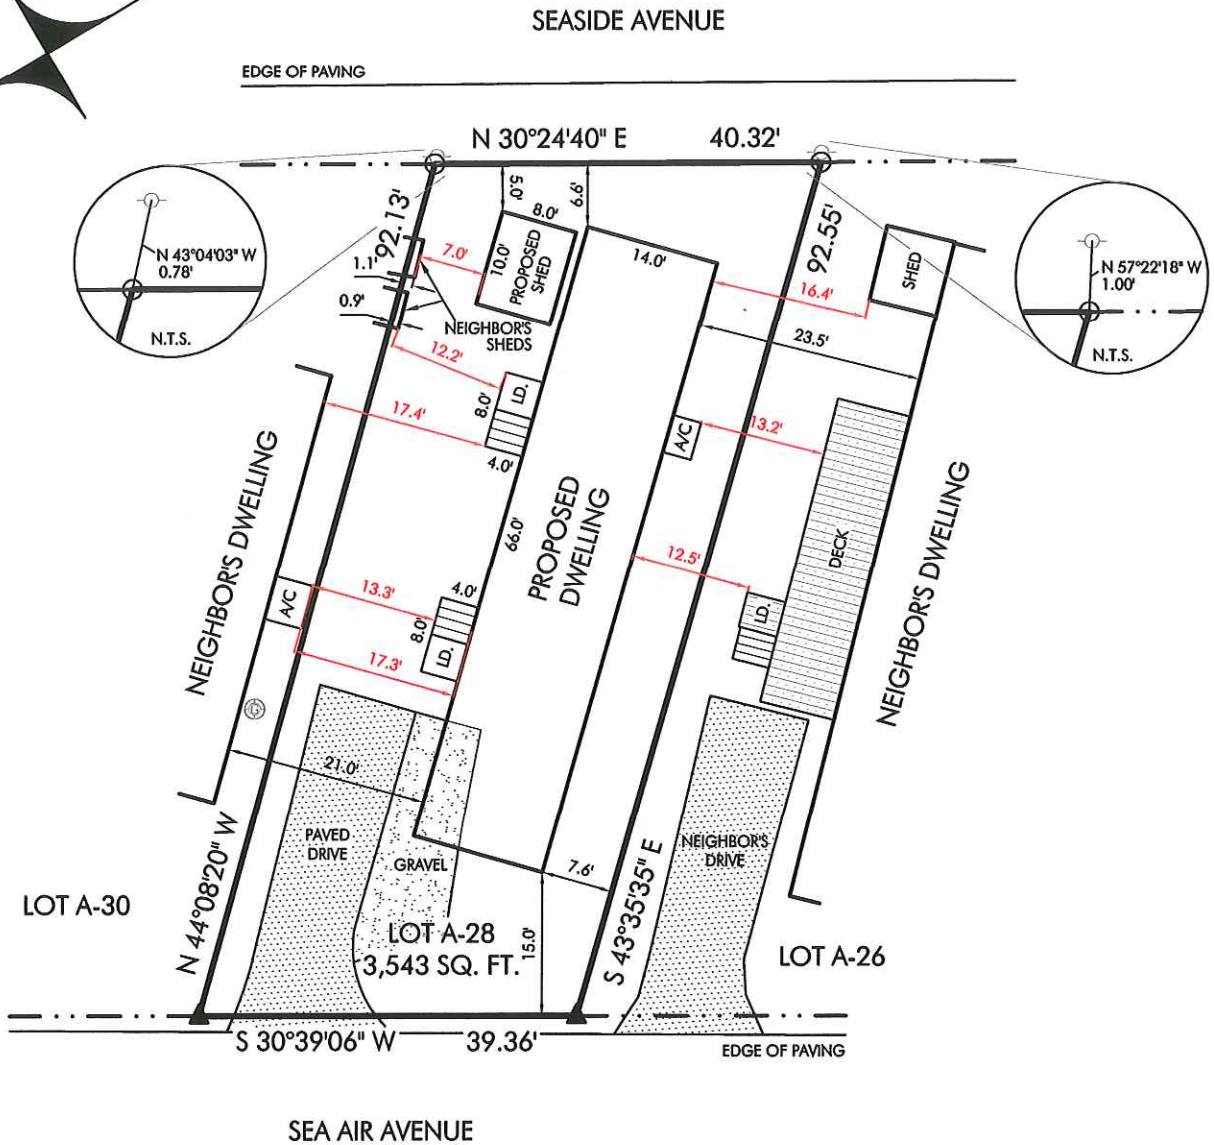 SEASIDE AVENUE
EDGE OF PAVING
N 30°24'40" E
40.32'
N 43°04'03" W
0.78'
N.T.S.
92.13'
5.0'
6.6'
8.0'
10.0'
PROPOSED
SHED
7.0'
1.1'
0.9'
NEIGHBOR'S
SHEDS
14.0'
92.55'
SHED
N 57°22'18" W
1.00'
N.T.S.
16.4'
23.5'
12.2'
LD.
8.0'
17.4'
4.0'
A/C
13.2'
NEIGHBOR'S DWELLING
66.0'
PROPOSED
DWELLING
DECK
NEIGHBOR'S DWELLING
12.5'
LD.
A/C
13.3'
4.0'
8.0'
LD.
17.3'
G
21.0'
PAVED
DRIVE
GRAVEL
NEIGHBOR'S
DRIVE
7.6'
N 44°08'20" W
S 43°35'35" E
LOT A-30
LOT A-28
3,543 SQ. FT.
15.0'
LOT A-26
S 30°39'06" W
39.36'
EDGE OF PAVING
SEA AIR AVENUE